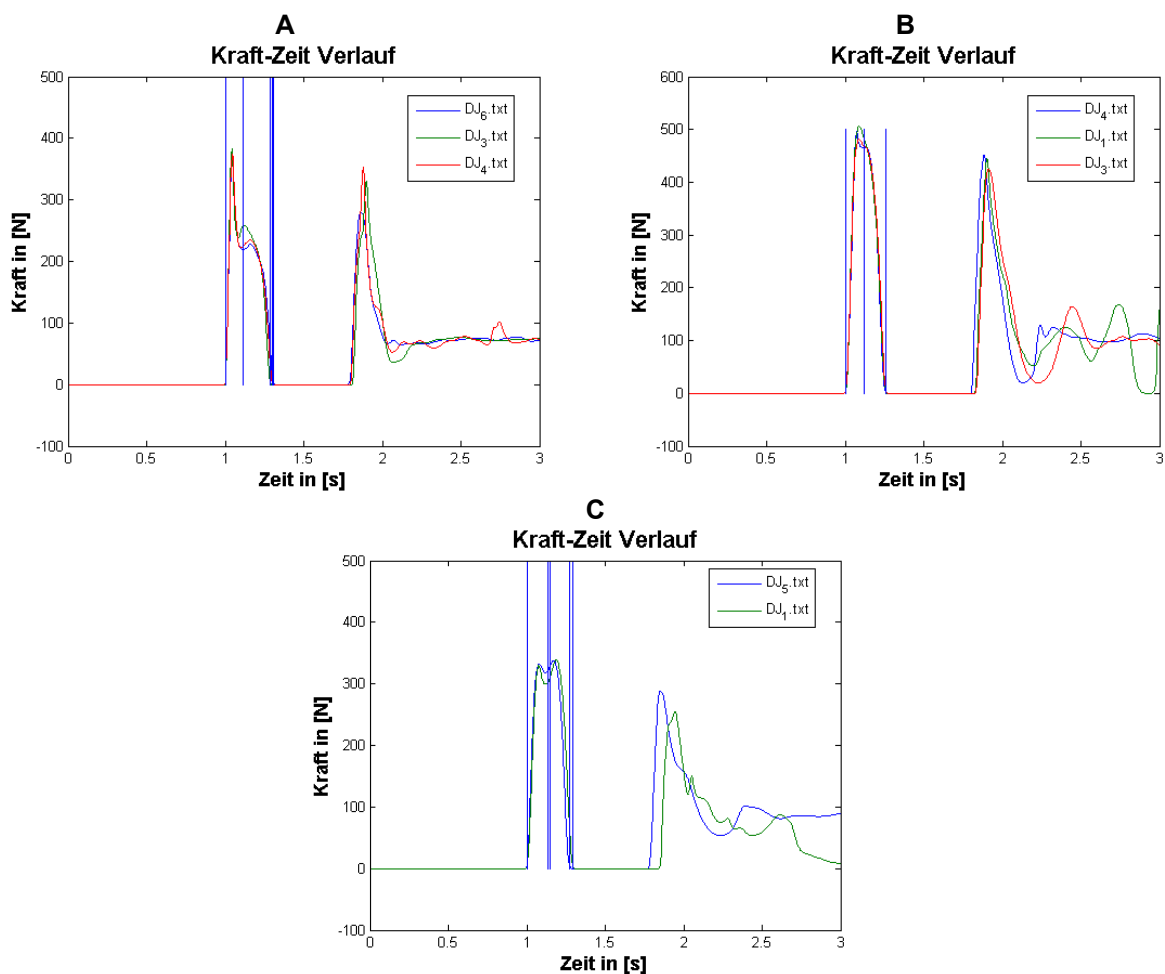 A
Kraft-Zeit Verlauf
500
400
300
200
100
0
-100
Kraft in [N]
0 0.5 1 1.5 2 2.5 3
Zeit in [s]
DJ6.txt
DJ3.txt
DJ4.txt
B
Kraft-Zeit Verlauf
600
500
400
300
200
100
0
-100
Kraft in [N]
0 0.5 1 1.5 2 2.5 3
Zeit in [s]
DJ4.txt
DJ1.txt
DJ3.txt
C
Kraft-Zeit Verlauf
500
400
300
200
100
0
-100
Kraft in [N]
0 0.5 1 1.5 2 2.5 3
Zeit in [s]
DJ5.txt
DJ1.txt